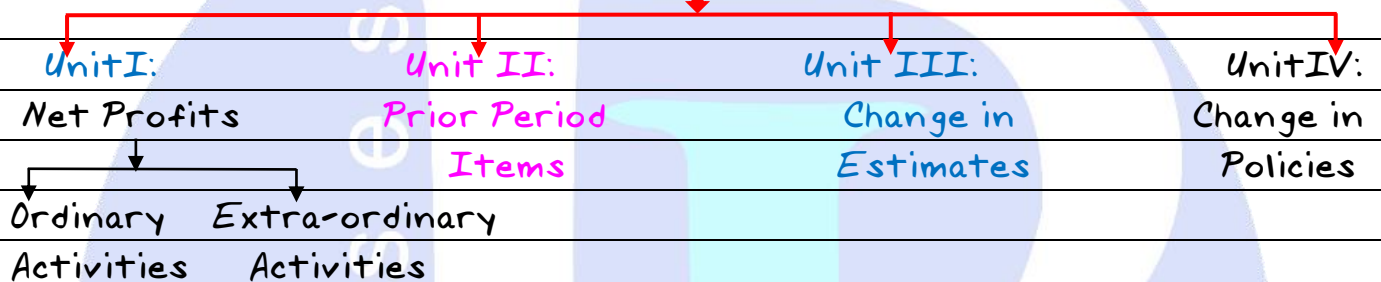 UnitI: Unit II: Unit III: UnitIV:
Net Profits Prior Period Change in Change in
Items Estimates Policies
Ordinary Extra-ordinary
Activities Activities